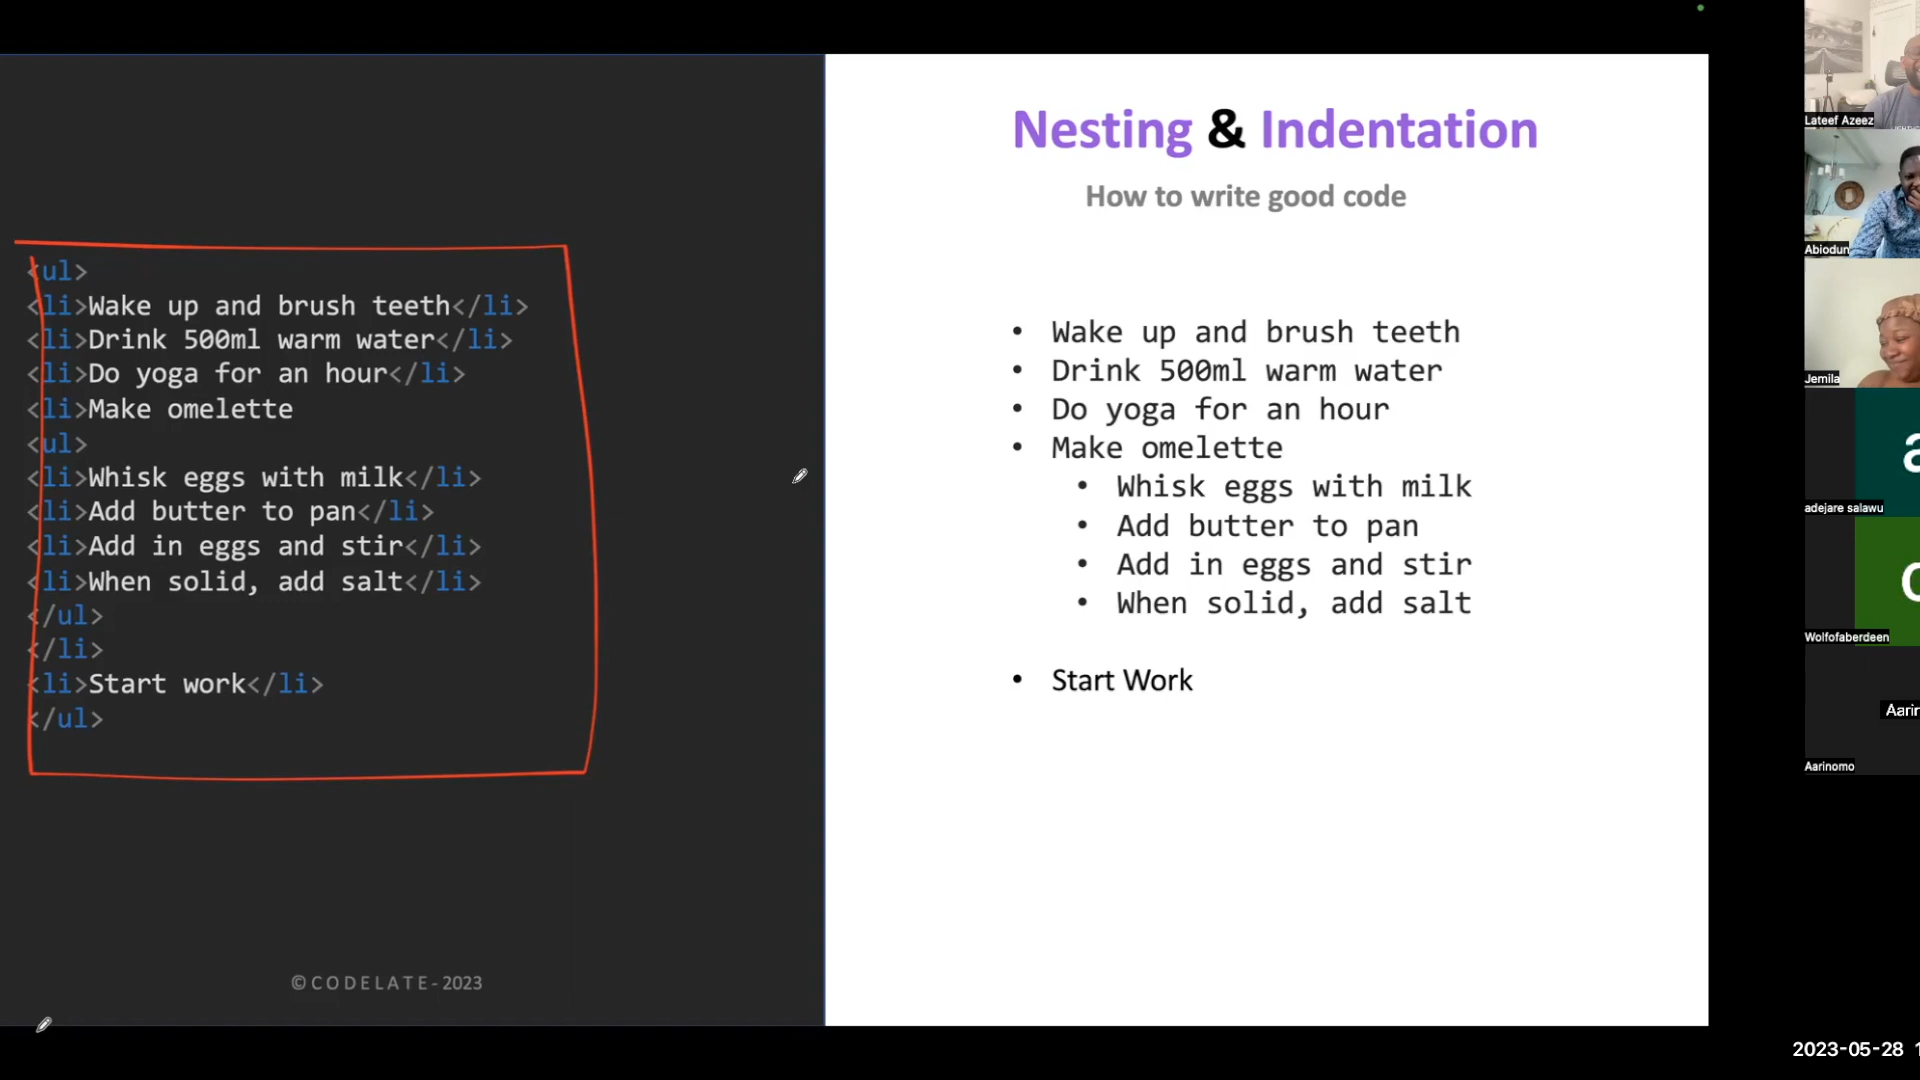 <ul>
<li>Wake up and brush teeth</li>
<li>Drink 500ml warm water</li>
<li>Do yoga for an hour</li>
<li>Make omelette
<ul>
<li>Whisk eggs with milk</li>
<li>Add butter to pan</li>
<li>Add in eggs and stir</li>
<li>When solid, add salt</li>
</ul>
</li>
<li>Start work</li>
</ul>
©CODELATE-2023
Nesting & Indentation
How to write good code
• Wake up and brush teeth
• Drink 500ml warm water
• Do yoga for an hour
• Make omelette
• Whisk eggs with milk
• Add butter to pan
• Add in eggs and stir
• When solid, add salt
• Start Work
Lateef Azeez
Abiodun
Jemila
adejare salawu
Wolfofaberdeen
Aarinomo
2023-05-28